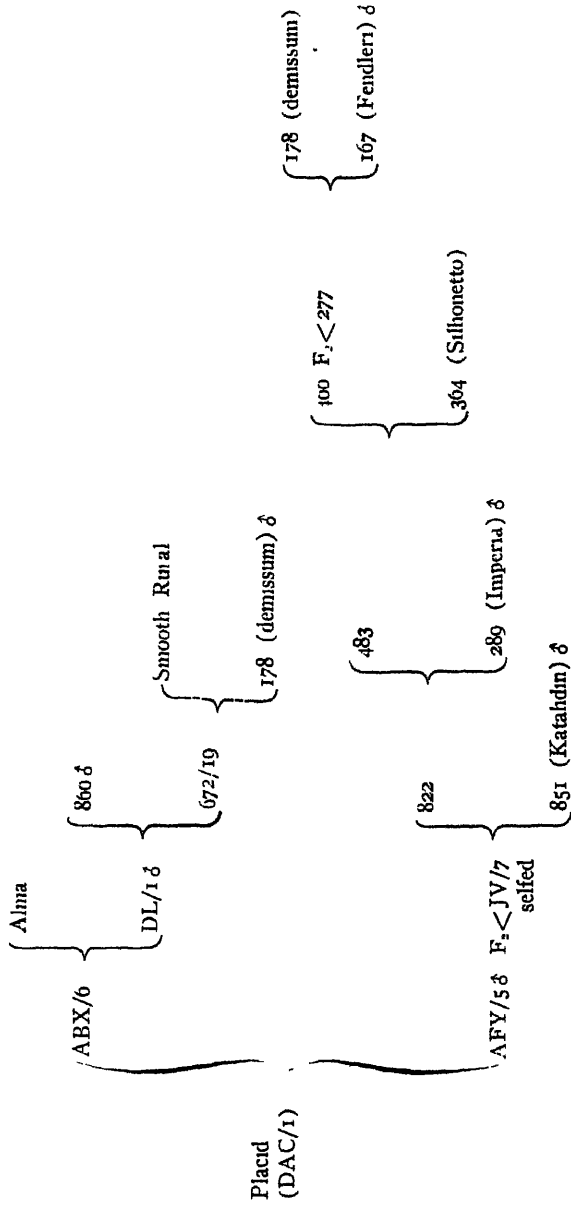 Placid
(DAC/1)
ABX/6
AFY/5♂ F₂<JV/7
selfed
Alma
DL/1♂
860♂
672/19
822
851 (Katahdin)♂
Smooth Rural
178 (demissum)♂
483
289 (Imperia)♂
400 F₂<277
364 (Silhonetto)
178 (demissum)
167 (Fendleri)♂